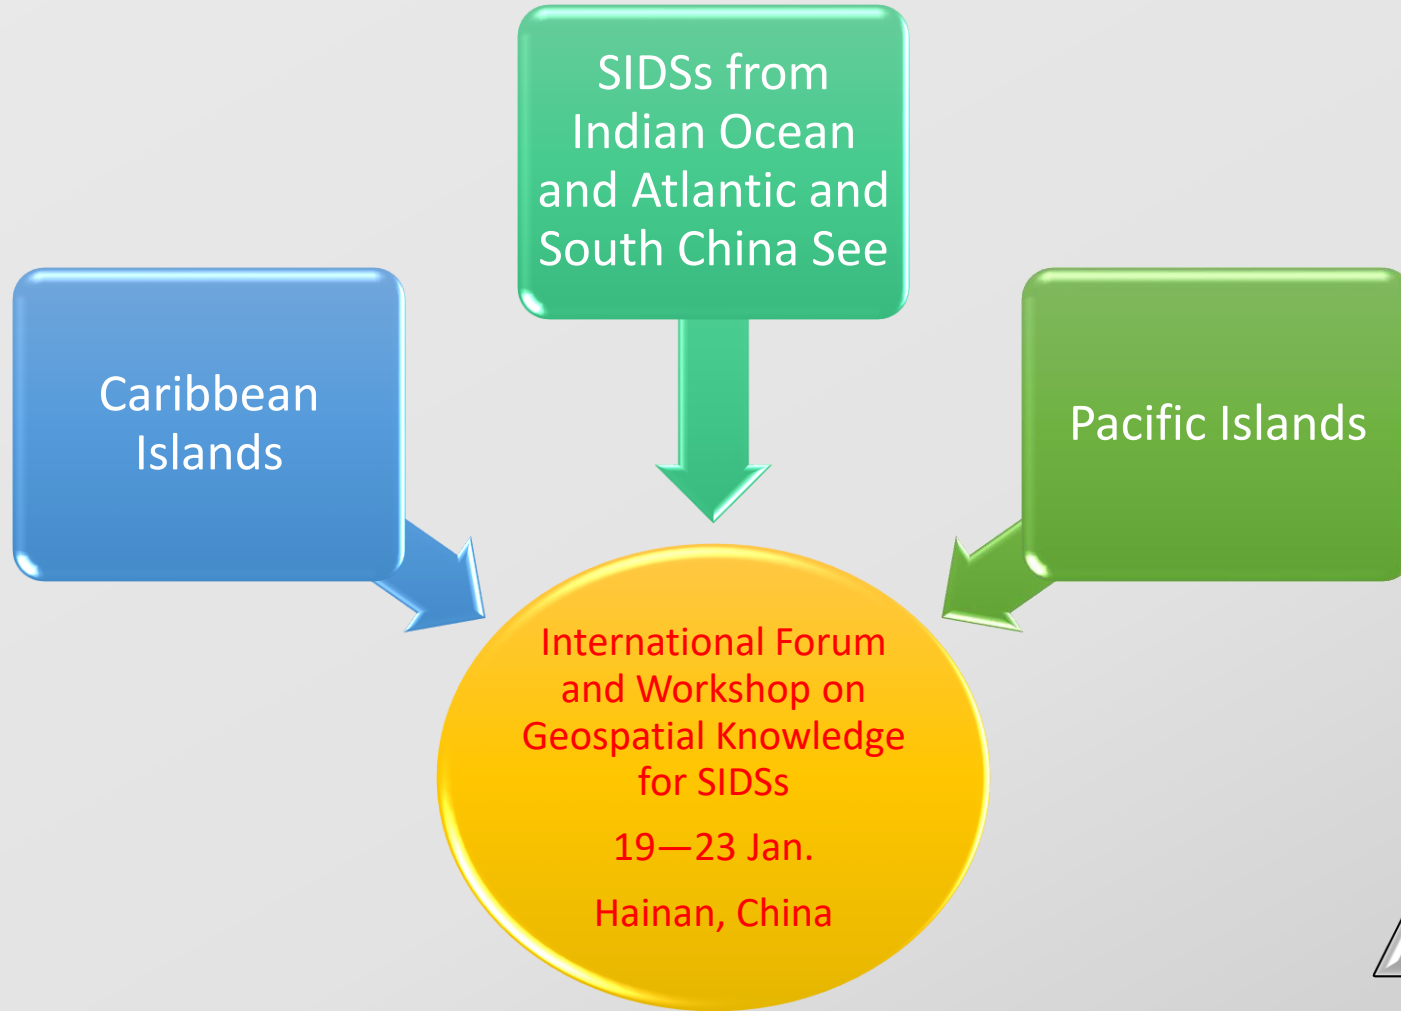 SIDSs from
Indian Ocean
and Atlantic and
South China See
Caribbean
Islands
Pacific Islands
International Forum
and Workshop on
Geospatial Knowledge
for SIDSs
19—23 Jan.
Hainan, China